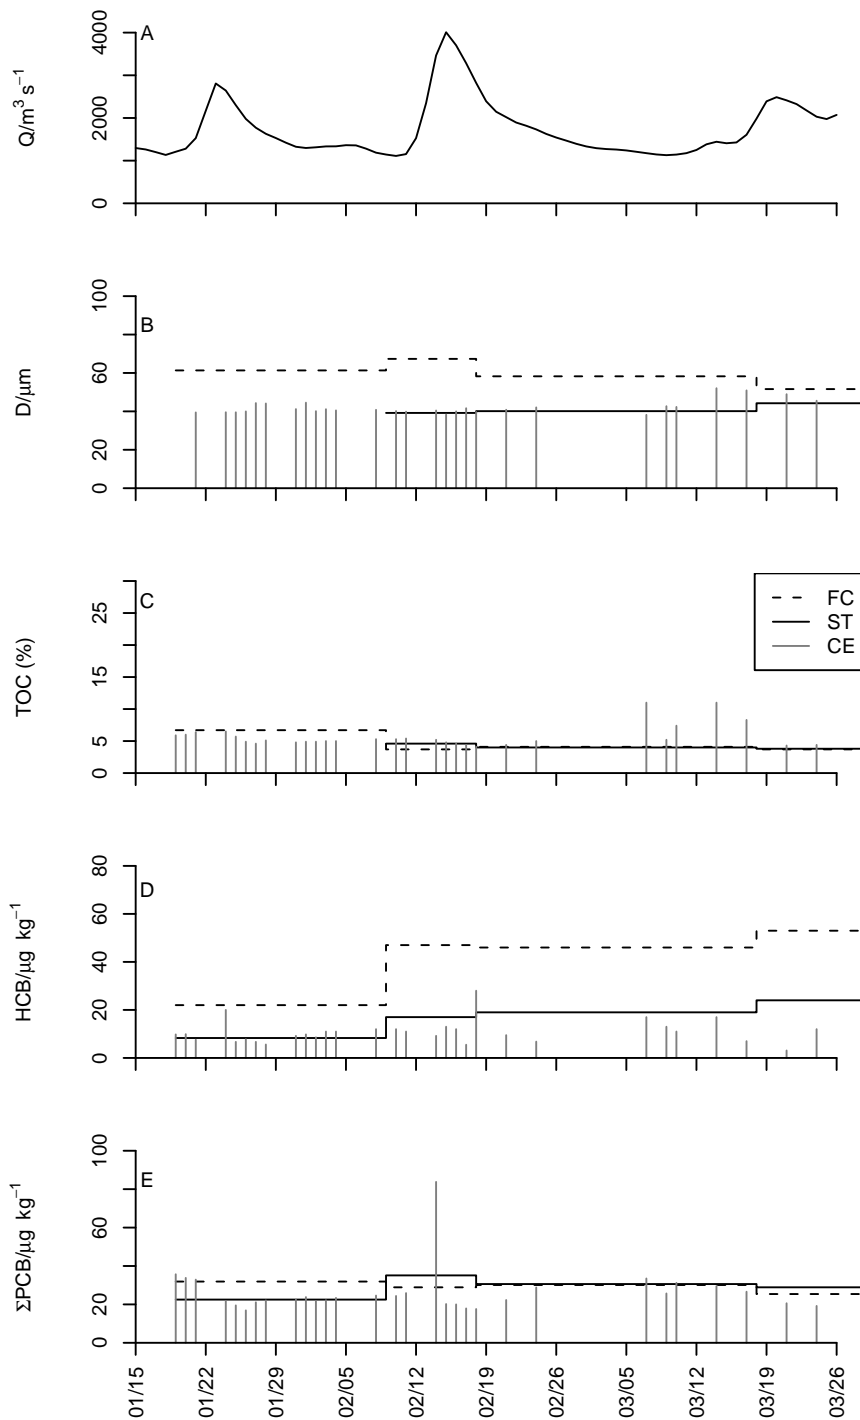 A
Q/m³ s⁻¹
4000
2000
0
B
D/μm
100
60
20
0
C
TOC (%)
25
15
5
0
FC
ST
CE
D
HCB/μg kg⁻¹
80
60
40
20
0
E
ΣPCB/μg kg⁻¹
100
60
20
0
01/15 01/22 01/29 02/05 02/12 02/19 02/26 03/05 03/12 03/19 03/26